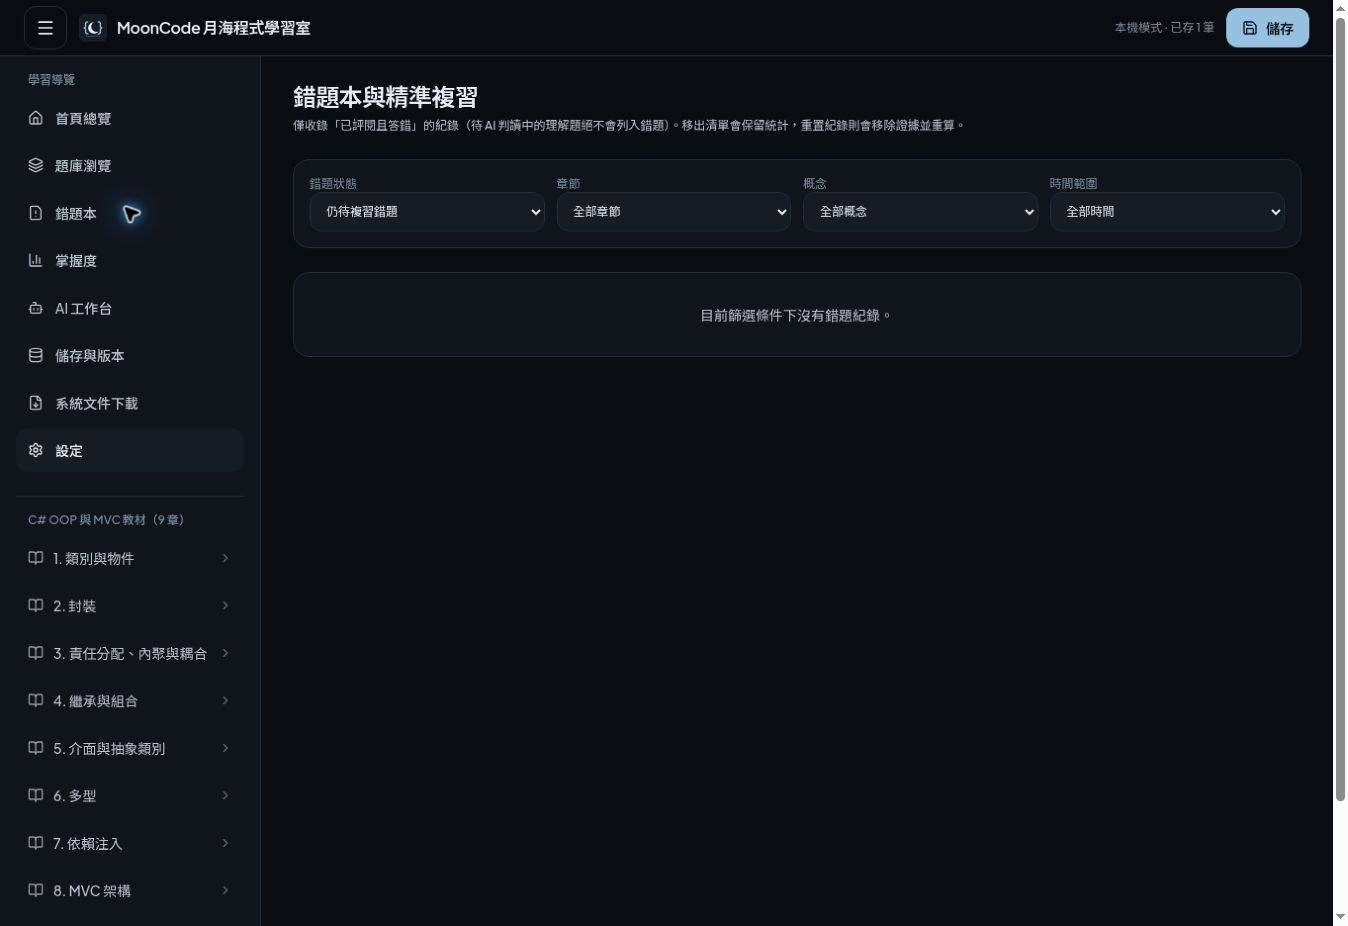 MoonCode 月海程式學習室
本機模式 · 已存 1 筆
儲存
學習導覽
首頁總覽
題庫瀏覽
錯題本
掌握度
AI 工作台
儲存與版本
系統文件下載
設定
C# OOP 與 MVC 教材（9 章）
1. 類別與物件
2. 封裝
3. 責任分配、內聚與耦合
4. 繼承與組合
5. 介面與抽象類別
6. 多型
7. 依賴注入
8. MVC 架構
錯題本與精準複習
僅收錄「已評閱且答錯」的紀錄（待 AI 判讀中的理解題絕不會列入錯題）。移出清單會保留統計，重置紀錄則會移除證據並重算。
錯題狀態
章節
概念
時間範圍
仍待複習錯題
全部章節
全部概念
全部時間
目前篩選條件下沒有錯題紀錄。